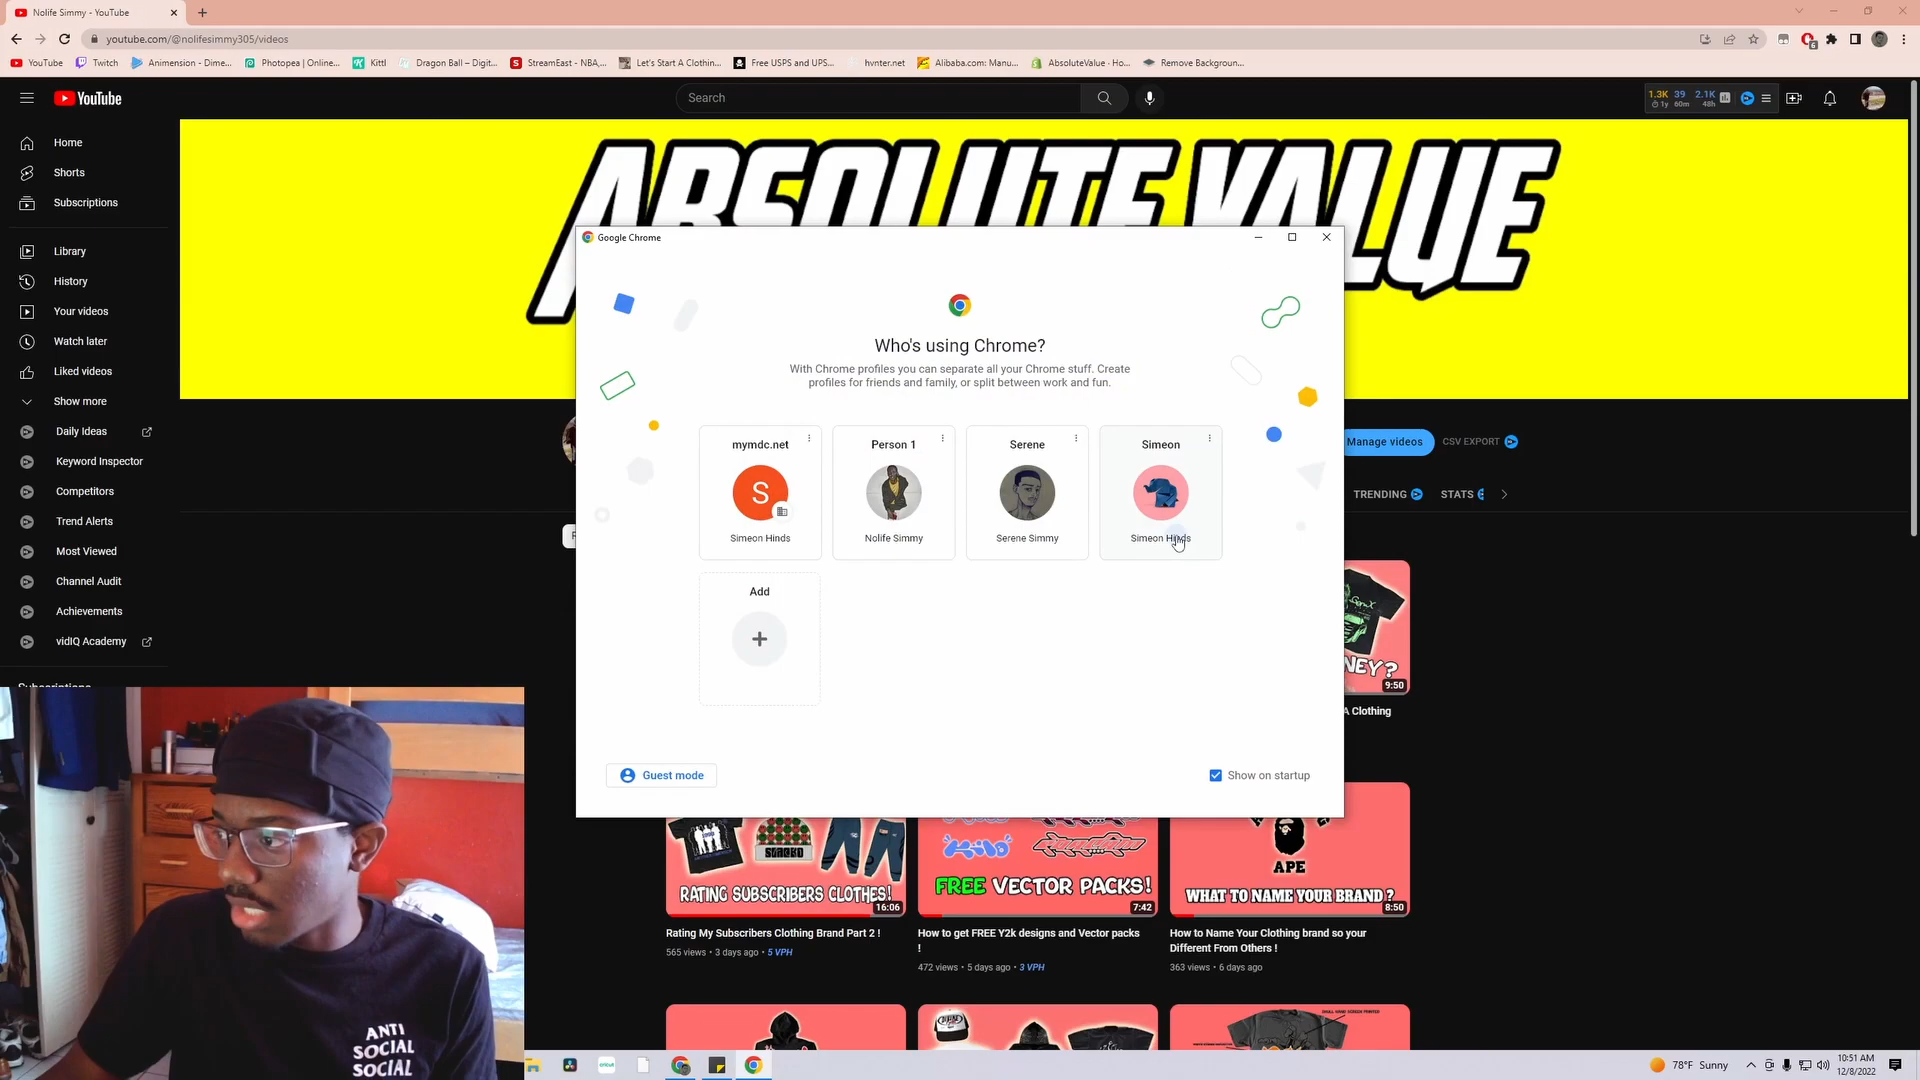 Nolife Simmy - YouTube
youtube.com/@nolifesimmy305/videos
YouTube
Twitch
Animension - Dime...
Photopea | Online...
Kittl
Dragon Ball – Digit...
StreamEast - NBA,...
Let's Start A Clothin...
Free USPS and UPS...
hvnter.net
Alibaba.com: Manu...
AbsoluteValue · Ho...
Remove Backgroun...
YouTube
Search
1.3K 39 2.1K
1y 60m 48h
Home
Shorts
Subscriptions
Library
History
Your videos
Watch later
Liked videos
Show more
Daily Ideas
Keyword Inspector
Competitors
Trend Alerts
Most Viewed
Channel Audit
Achievements
vidIQ Academy
Subscriptions
ABSOLUTE VALUE
Google Chrome
Who's using Chrome?
With Chrome profiles you can separate all your Chrome stuff. Create
profiles for friends and family, or split between work and fun.
mymdc.net
Person 1
Serene
Simeon
S
Simeon Hinds
Nolife Simmy
Serene Simmy
Simeon Hinds
Add
Guest mode
Show on startup
Manage videos
CSV EXPORT
TRENDING
STATS
9:50
A Clothing
RATING SUBSCRIBERS CLOTHES!
16:06
Rating My Subscribers Clothing Brand Part 2 !
565 views • 3 days ago • 5 VPH
FREE VECTOR PACKS!
7:42
How to get FREE Y2k designs and Vector packs
!
472 views • 5 days ago • 3 VPH
APE
WHAT TO NAME YOUR BRAND ?
8:50
How to Name Your Clothing brand so your
Different From Others !
363 views • 6 days ago
ANTI
SOCIAL
SOCIAL
78°F Sunny
10:51 AM
12/8/2022